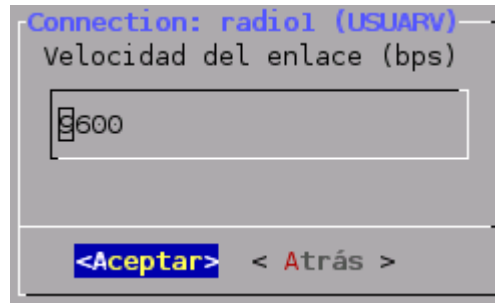 Connection: radio1 (USUARV)
Velocidad del enlace (bps)
9600
<Aceptar> < Atrás >